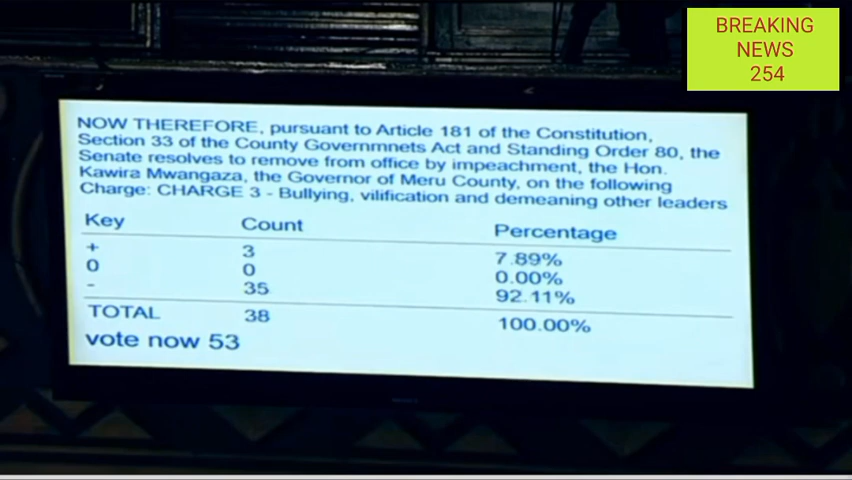 BREAKING
NEWS
254
NOW THEREFORE, pursuant to Article 181 of the Constitution,
Section 33 of the County Governmnets Act and Standing Order 80, the
Senate resolves to remove from office by impeachment, the Hon.
Kawira Mwangaza, the Governor of Meru County, on the following
Charge: CHARGE 3 - Bullying, vilification and demeaning other leaders
Key Count Percentage
+ 3 7.89%
0 0 0.00%
- 35 92.11%
TOTAL 38 100.00%
vote now 53